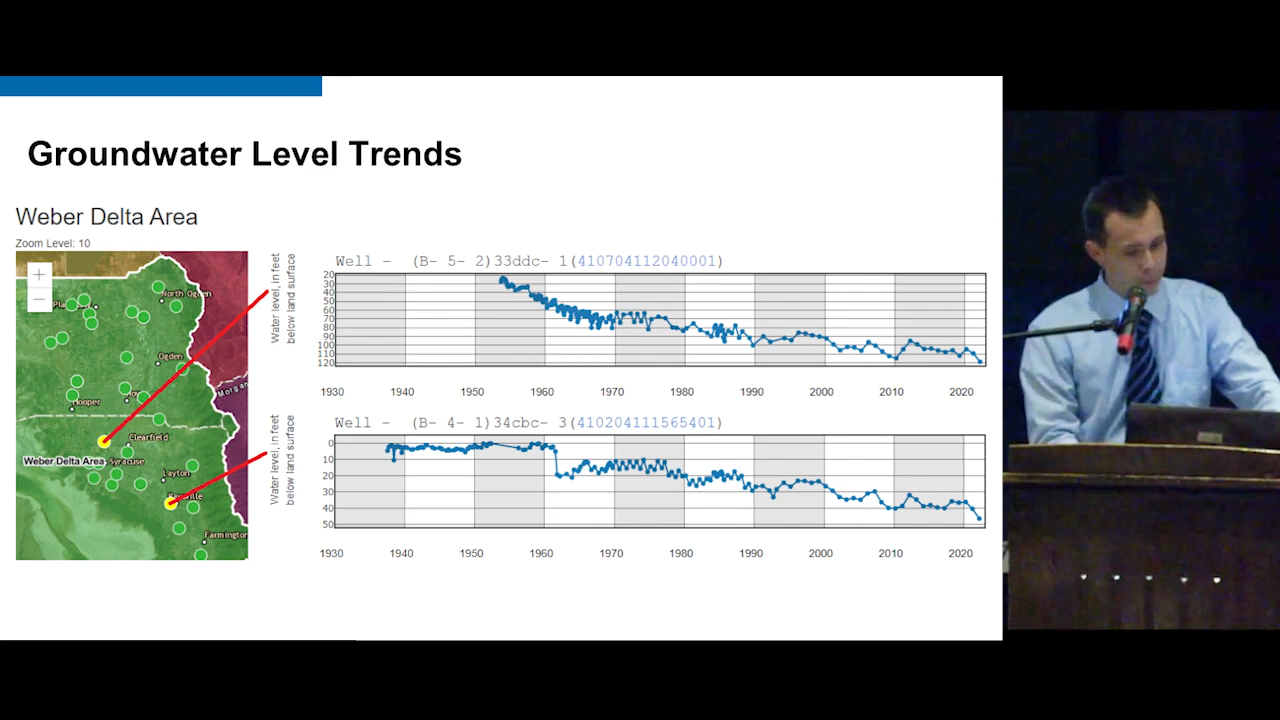 Groundwater Level Trends
Weber Delta Area
Zoom Level: 10
+
−
North Ogden
Ogden
Hooper
Morgan
Clearfield
Weber Delta Area
Syracuse
Layton
Kaysville
Farmington
Water level, in feet
below land surface
Well - (B- 5- 2)33ddc- 1(410704112040001)
20
30
40
50
60
70
80
90
100
110
120
1930 1940 1950 1960 1970 1980 1990 2000 2010 2020
Water level, in feet
below land surface
Well - (B- 4- 1)34cbc- 3(410204111565401)
0
10
20
30
40
50
1930 1940 1950 1960 1970 1980 1990 2000 2010 2020